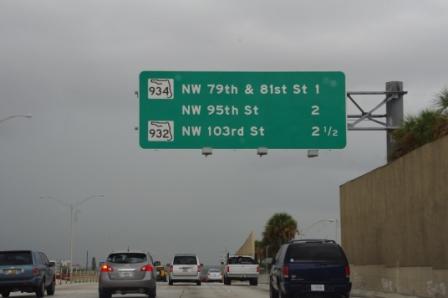 934 NW 79th & 81st St 1
NW 95th St 2
932 NW 103rd St 2 1/2